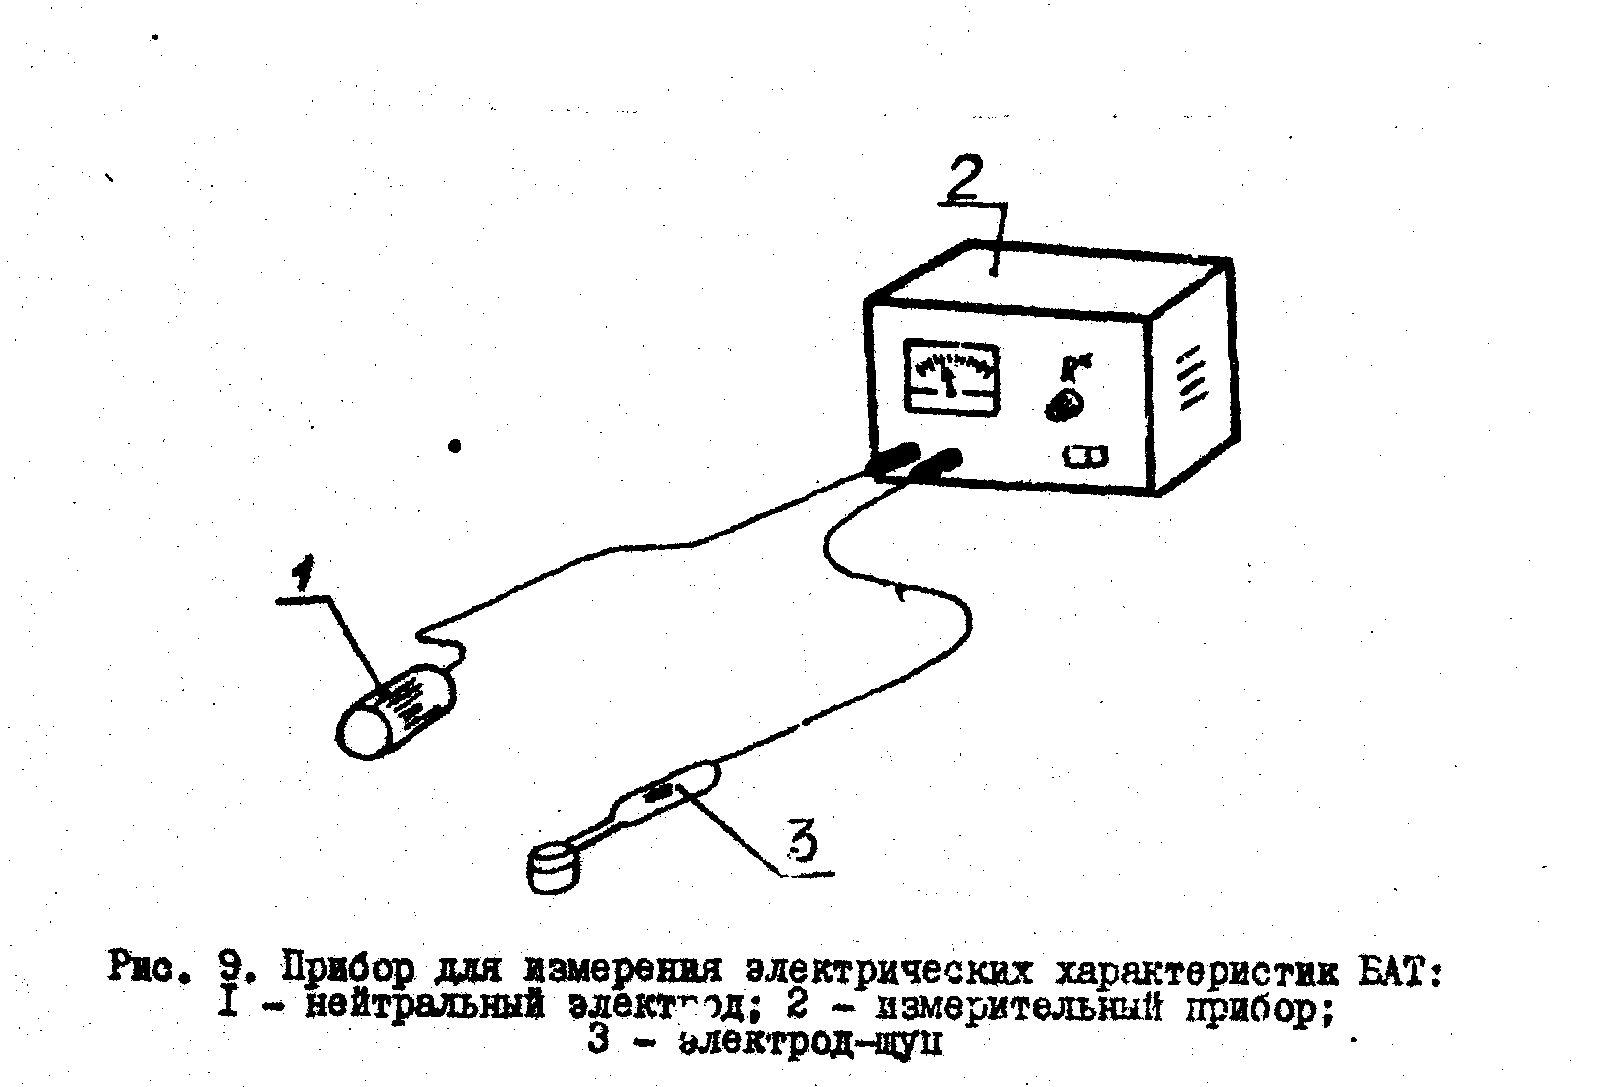 2
1
3
Рис. 9. Прибор для измерения электрических характеристик БАТ:
I - нейтральный электрод; 2 - измерительный прибор;
3 - электрод-щуп